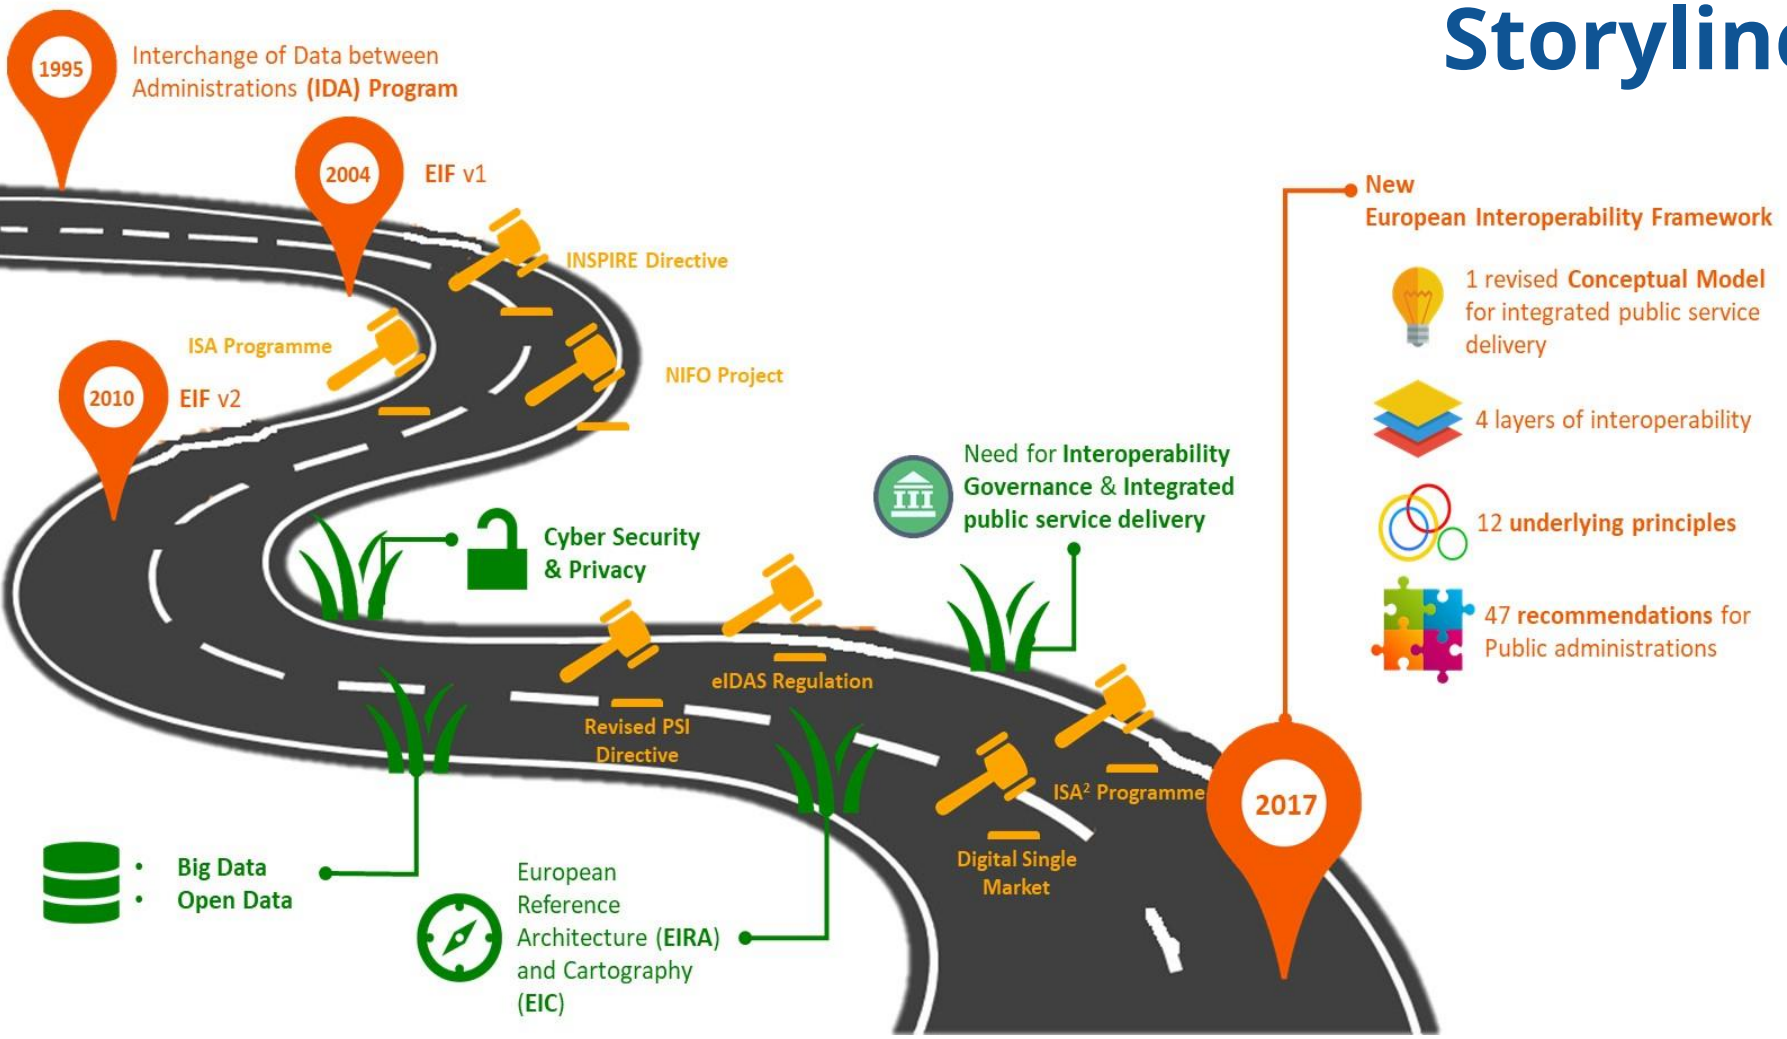 Storylin
1995
Interchange of Data between
Administrations (IDA) Program
2004
EIF v1
INSPIRE Directive
ISA Programme
NIFO Project
2010
EIF v2
Cyber Security
& Privacy
Need for Interoperability
Governance & Integrated
public service delivery
eIDAS Regulation
Revised PSI
Directive
ISA² Programme
Digital Single
Market
• Big Data
• Open Data
European
Reference
Architecture (EIRA)
and Cartography
(EIC)
2017
New
European Interoperability Framework
1 revised Conceptual Model
for integrated public service
delivery
4 layers of interoperability
12 underlying principles
47 recommendations for
Public administrations